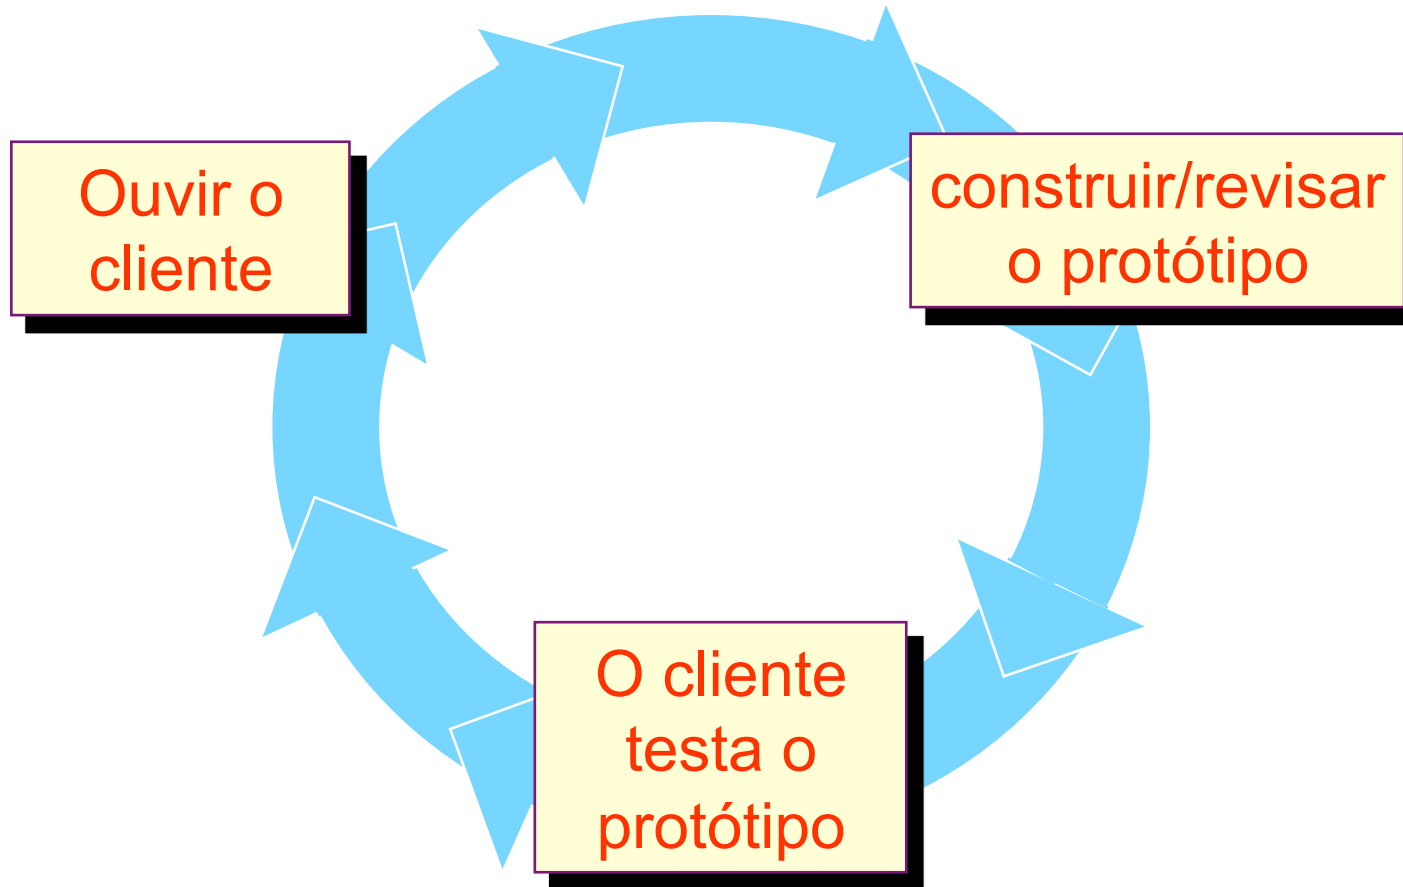 Ouvir o
cliente
construir/revisar
o protótipo
O cliente
testa o
protótipo